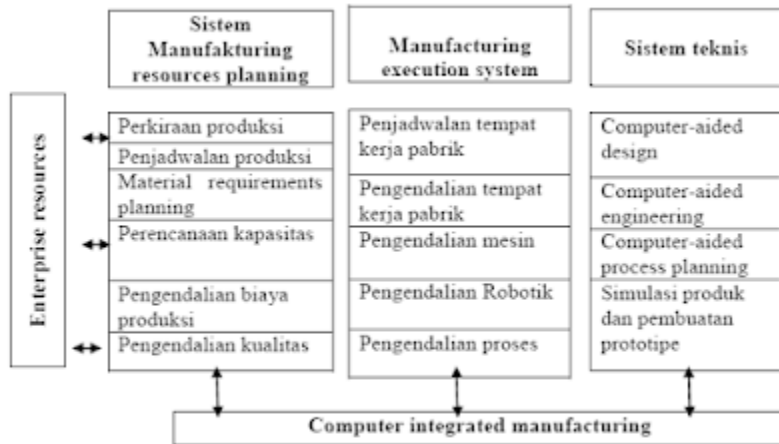 Sistem
Manufakturing
resources planning
Manufacturing
execution system
Sistem teknis
Enterprise resources
Perkiraan produksi
Penjadwalan produksi
Material requirements
planning
Perencanaan kapasitas
Pengendalian biaya
produksi
Pengendalian kualitas
Penjadwalan tempat
kerja pabrik
Pengendalian tempat
kerja pabrik
Pengendalian mesin
Pengendalian Robotik
Pengendalian proses
Computer-aided
design
Computer-aided
engineering
Computer-aided
process planning
Simulasi produk
dan pembuatan
prototipe
Computer integrated manufacturing